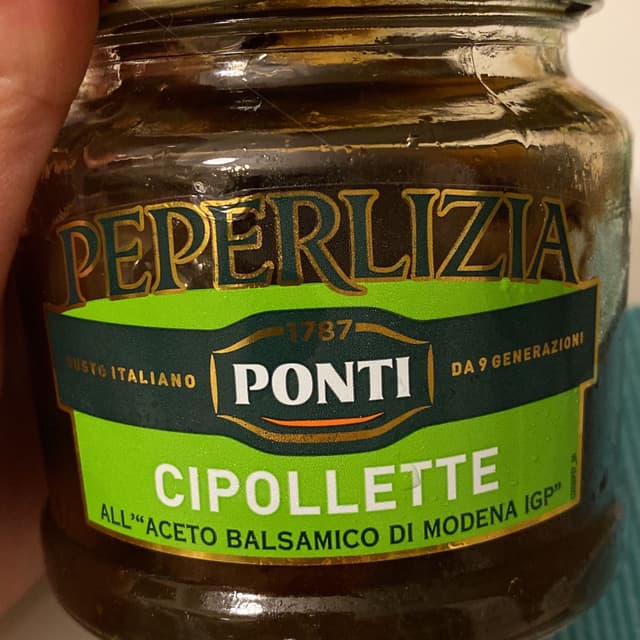 PEPERLIZIA
1787
GUSTO ITALIANO
PONTI
DA 9 GENERAZIONI
CIPOLLETTE
ALL'"ACETO BALSAMICO DI MODENA IGP"